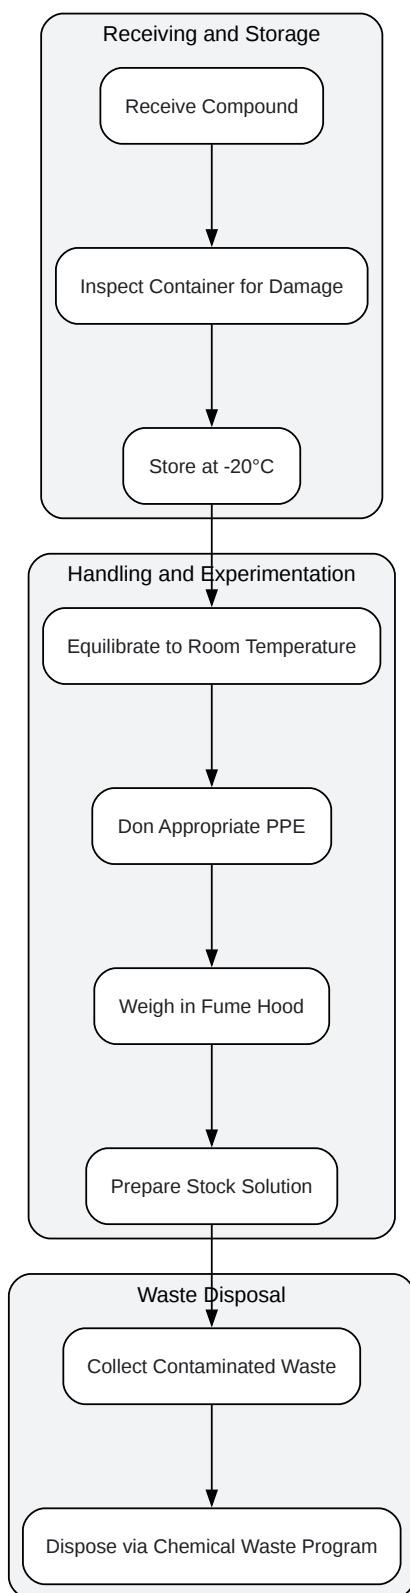 Receiving and Storage
Receive Compound
Inspect Container for Damage
Store at -20°C
Handling and Experimentation
Equilibrate to Room Temperature
Don Appropriate PPE
Weigh in Fume Hood
Prepare Stock Solution
Waste Disposal
Collect Contaminated Waste
Dispose via Chemical Waste Program